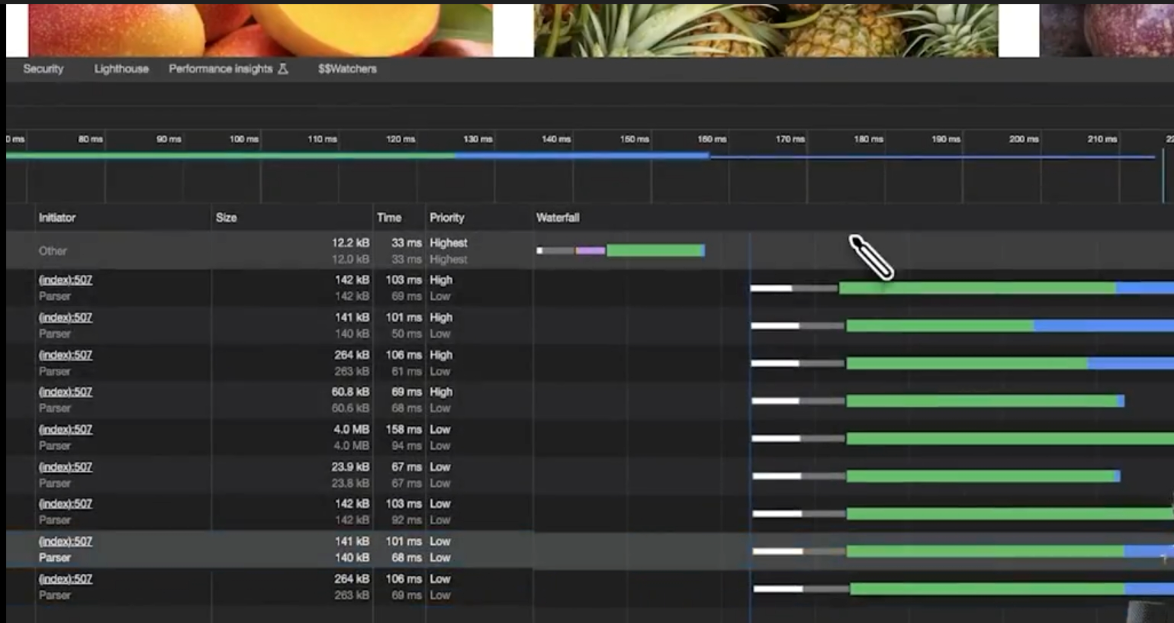 Security Lighthouse Performance insights $$Watchers
0 ms 80 ms 90 ms 100 ms 110 ms 120 ms 130 ms 140 ms 150 ms 160 ms 170 ms 180 ms 190 ms 200 ms 210 ms
Initiator Size Time Priority Waterfall
Other 12.2 kB 33 ms Highest
12.0 kB 33 ms Highest
(index):507 142 kB 103 ms High
Parser 142 kB 69 ms Low
(index):507 141 kB 101 ms High
Parser 140 kB 50 ms Low
(index):507 264 kB 106 ms High
Parser 263 kB 61 ms Low
(index):507 60.8 kB 69 ms High
Parser 60.6 kB 68 ms Low
(index):507 4.0 MB 158 ms Low
Parser 4.0 MB 94 ms Low
(index):507 23.9 kB 67 ms Low
Parser 23.8 kB 67 ms Low
(index):507 142 kB 103 ms Low
Parser 142 kB 92 ms Low
(index):507 141 kB 101 ms Low
Parser 140 kB 68 ms Low
(index):507 264 kB 106 ms Low
Parser 263 kB 69 ms Low